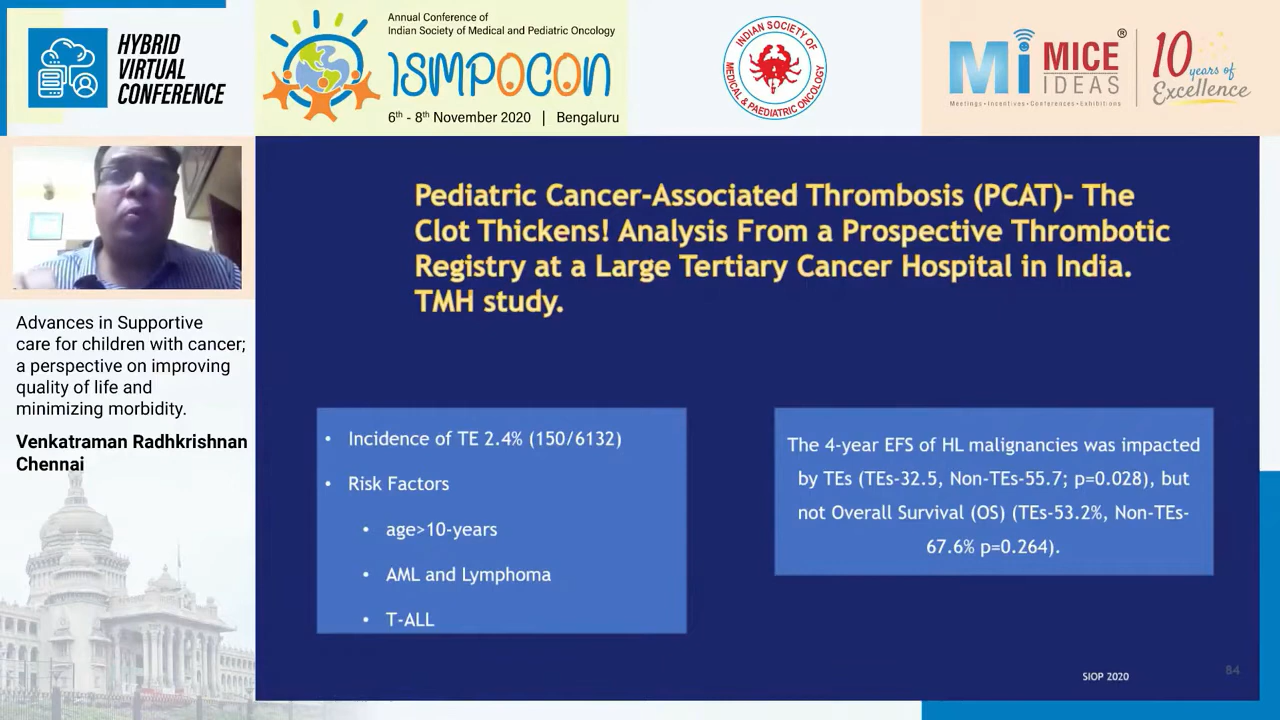 HYBRID
VIRTUAL
CONFERENCE
Annual Conference of
Indian Society of Medical and Pediatric Oncology
ISMPOCON
6th - 8th November 2020 | Bengaluru
INDIAN SOCIETY OF
MEDICAL & PAEDIATRIC ONCOLOGY
Mi MICE ®
IDEAS
Meetings•Incentives•Conferences•Exhibitions
10 years of
Excellence
Advances in Supportive
care for children with cancer;
a perspective on improving
quality of life and
minimizing morbidity.
Venkatraman Radhkrishnan
Chennai
Pediatric Cancer-Associated Thrombosis (PCAT)- The
Clot Thickens! Analysis From a Prospective Thrombotic
Registry at a Large Tertiary Cancer Hospital in India.
TMH study.
• Incidence of TE 2.4% (150/6132)
• Risk Factors
• age>10-years
• AML and Lymphoma
• T-ALL
The 4-year EFS of HL malignancies was impacted
by TEs (TEs-32.5, Non-TEs-55.7; p=0.028), but
not Overall Survival (OS) (TEs-53.2%, Non-TEs-
67.6% p=0.264).
SIOP 2020
84